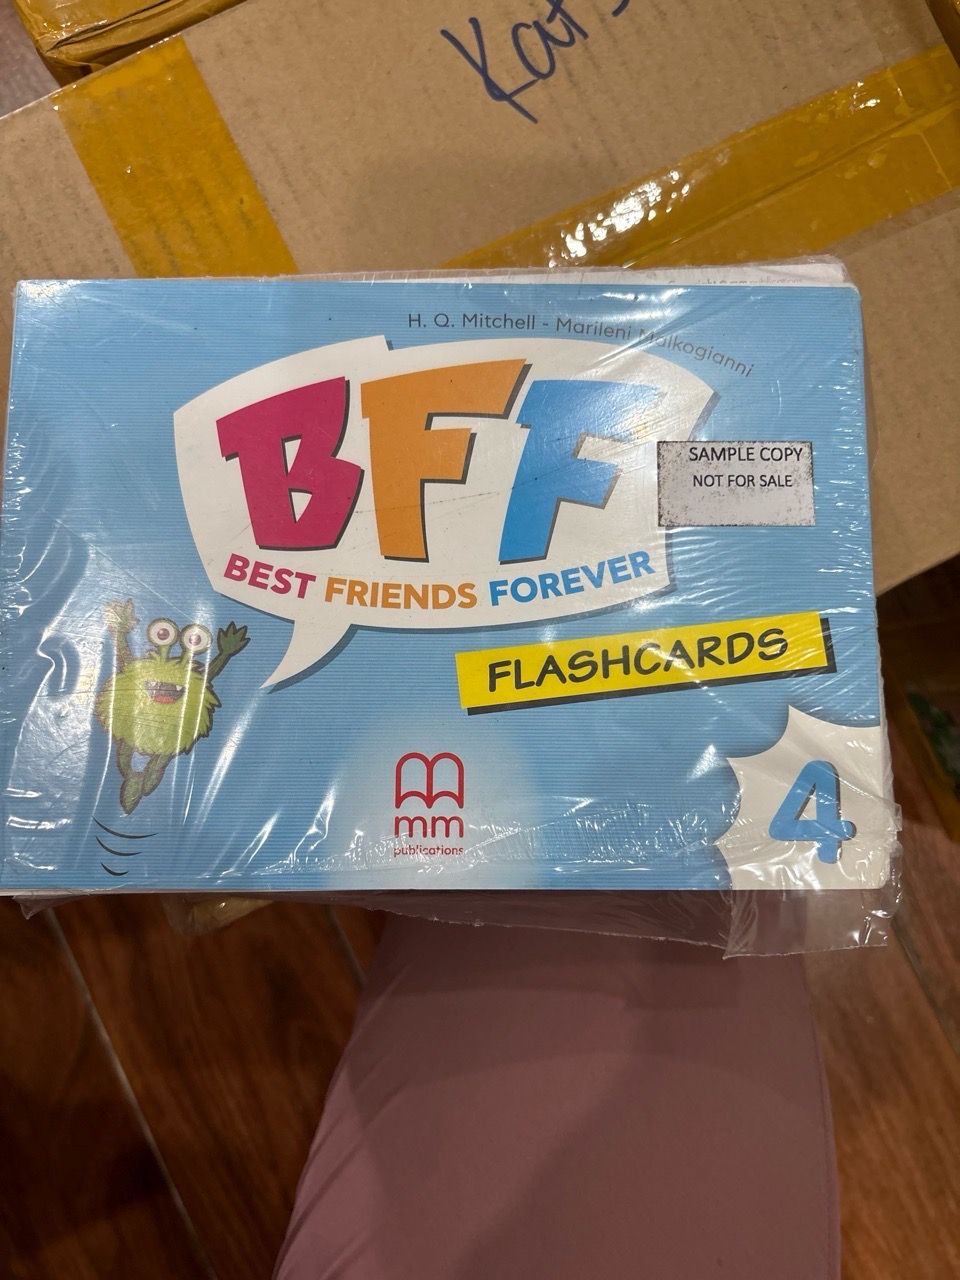 H. Q. Mitchell - Marileni Malkogianni
BFF
BEST FRIENDS FOREVER
SAMPLE COPY
NOT FOR SALE
FLASHCARDS
mm
publications
4